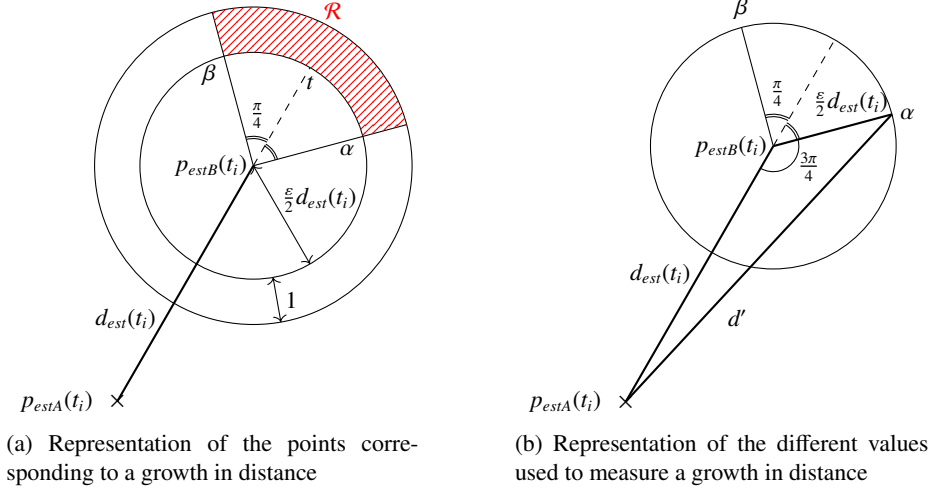 𝓡
β
t
π/4
α
p_estB(t_i)
ε/2 d_est(t_i)
1
d_est(t_i)
p_estA(t_i)
(a) Representation of the points corre-
sponding to a growth in distance
β
π/4
ε/2 d_est(t_i)
α
p_estB(t_i)
3π/4
d_est(t_i)
d′
p_estA(t_i)
(b) Representation of the different values
used to measure a growth in distance